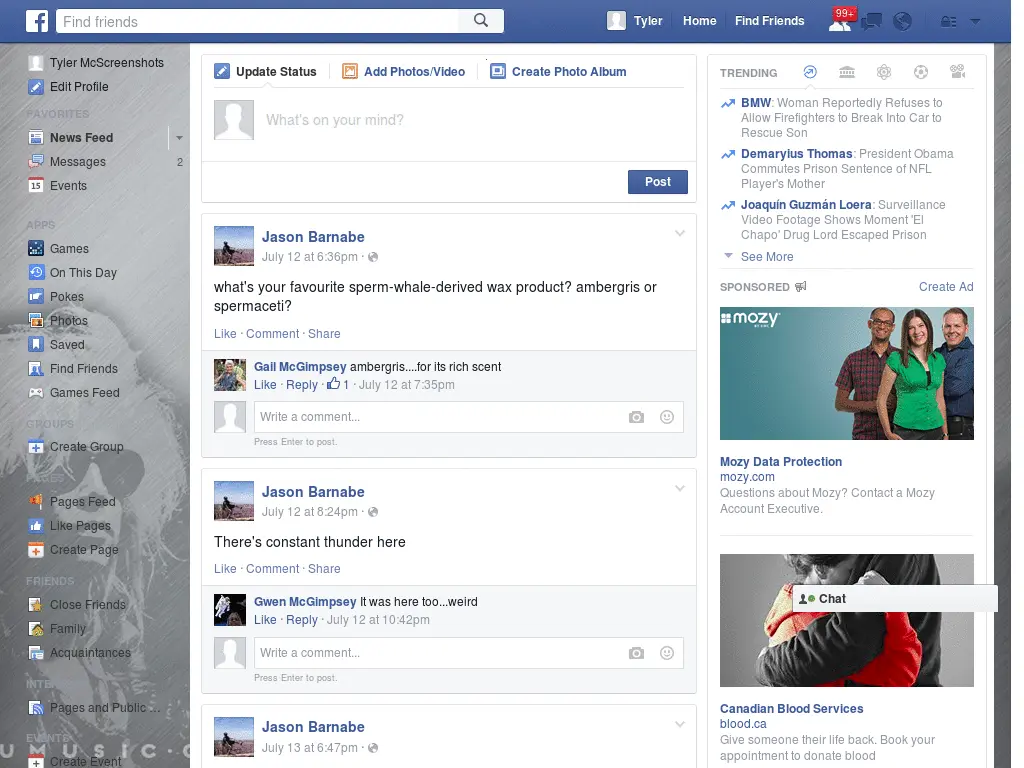 Find friends
Tyler
Home
Find Friends
99+
Tyler McScreenshots
Edit Profile
FAVORITES
News Feed
Messages
2
15
Events
APPS
Games
On This Day
Pokes
Photos
Saved
Find Friends
Games Feed
GROUPS
Create Group
PAGES
Pages Feed
Like Pages
Create Page
FRIENDS
Close Friends
Family
Acquaintances
Pages and Public ...
EVENTS
UMUSIC.C
Create Event
Update Status
Add Photos/Video
Create Photo Album
What's on your mind?
Post
Jason Barnabe
July 12 at 6:36pm ·
what's your favourite sperm-whale-derived wax product? ambergris or
spermaceti?
Like · Comment · Share
Gail McGimpsey ambergris....for its rich scent
Like · Reply · 1 · July 12 at 7:35pm
Write a comment...
Press Enter to post.
Jason Barnabe
July 12 at 8:24pm ·
There's constant thunder here
Like · Comment · Share
Gwen McGimpsey It was here too...weird
Like · Reply · July 12 at 10:42pm
Write a comment...
Press Enter to post.
Jason Barnabe
July 13 at 6:47pm ·
TRENDING
BMW: Woman Reportedly Refuses to
Allow Firefighters to Break Into Car to
Rescue Son
Demaryius Thomas: President Obama
Commutes Prison Sentence of NFL
Player's Mother
Joaquín Guzmán Loera: Surveillance
Video Footage Shows Moment 'El
Chapo' Drug Lord Escaped Prison
See More
SPONSORED
Create Ad
mozy
Mozy Data Protection
mozy.com
Questions about Mozy? Contact a Mozy
Account Executive.
Chat
Canadian Blood Services
blood.ca
Give someone their life back. Book your
appointment to donate blood